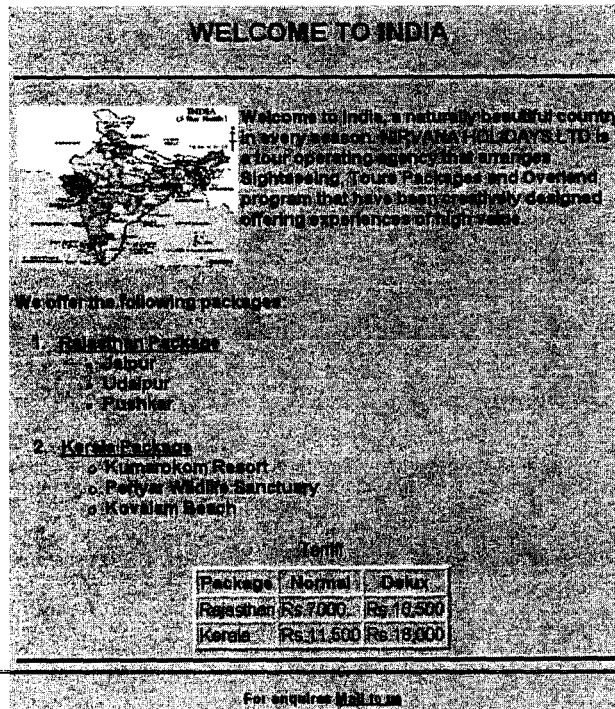 WELCOME TO INDIA
INDIA
Welcome to India, a naturally beautiful country
in every season. NIRVANA HOLIDAYS LTD is
a tour operating agency that arranges
Sightseeing, Tours Packages and Overland
program that have been creatively designed
offering experiences of high value.
We offer the following packages:
1. Rajasthan Package
Jaipur
Udaipur
Pushkar
2. Kerala Package
o Kumarokom Resort
o Periyar Wildlife Sanctuary
o Kovalam Beach
Tariff
Package Normal Delux
Rajasthan Rs.7000. Rs.10,500
Kerala Rs.11,500 Rs.18,000
For enquires Mail to us